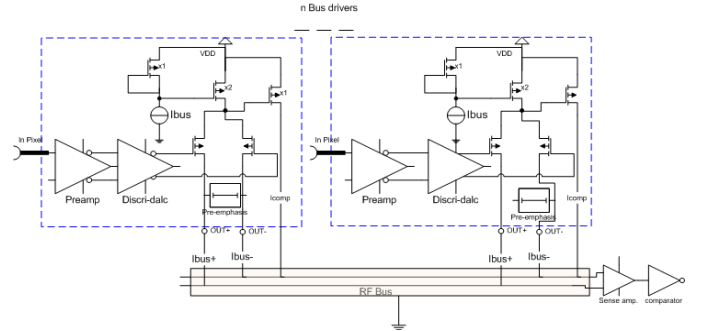 n Bus drivers
VDD
x1
x2
x1
Ibus
In Pixel
Preamp
Discri-dalc
Pre-emphasis
Icomp
OUT+
OUT-
Ibus+
Ibus-
VDD
x1
x2
Ibus
In Pixel
Preamp
Discri-dalc
Pre-emphasis
Icomp
OUT+
OUT-
Ibus+
Ibus-
RF Bus
Sense amp.
comparator